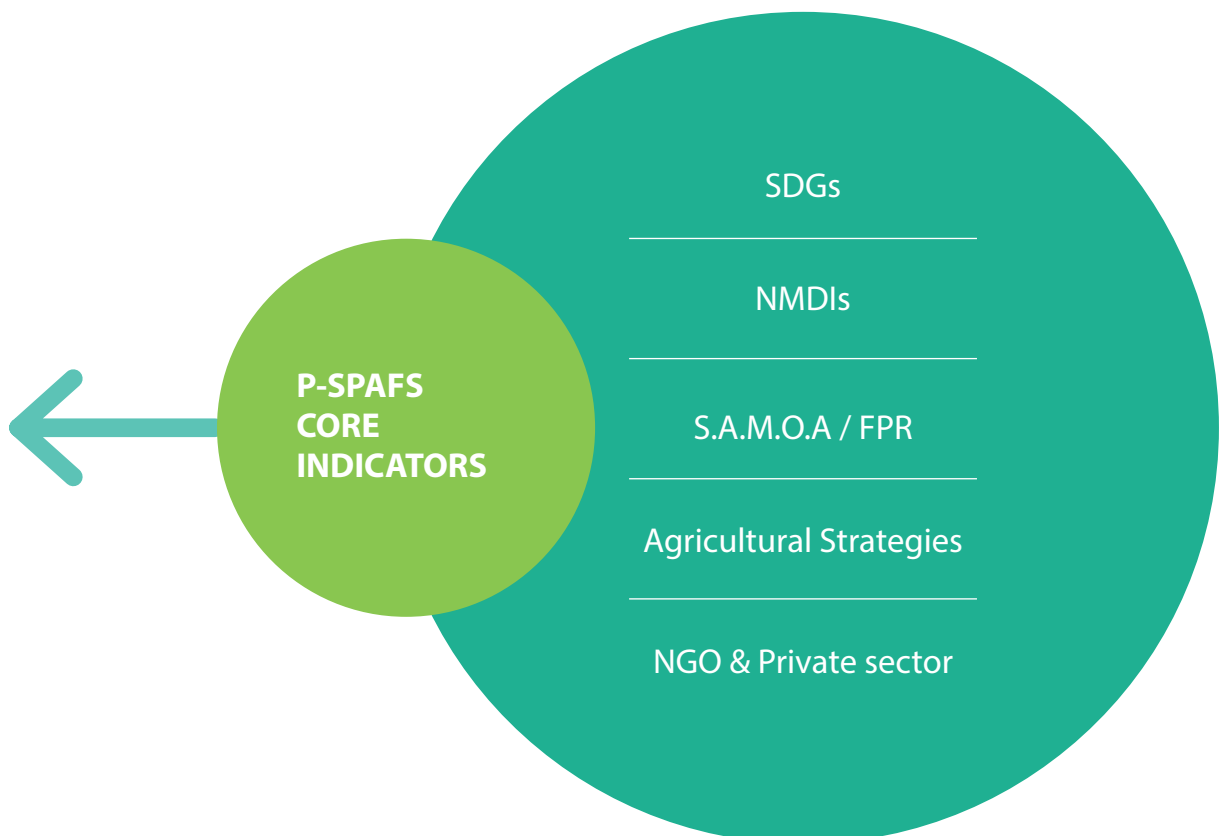 SDGs
NMDIs
P-SPAFS
CORE
INDICATORS
S.A.M.O.A / FPR
Agricultural Strategies
NGO & Private sector